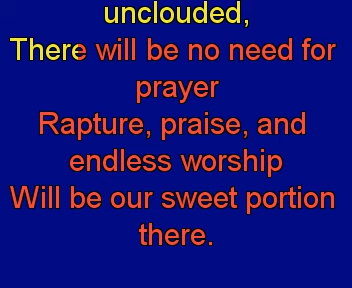 unclouded,
There will be no need for
prayer
Rapture, praise, and
endless worship
Will be our sweet portion
there.